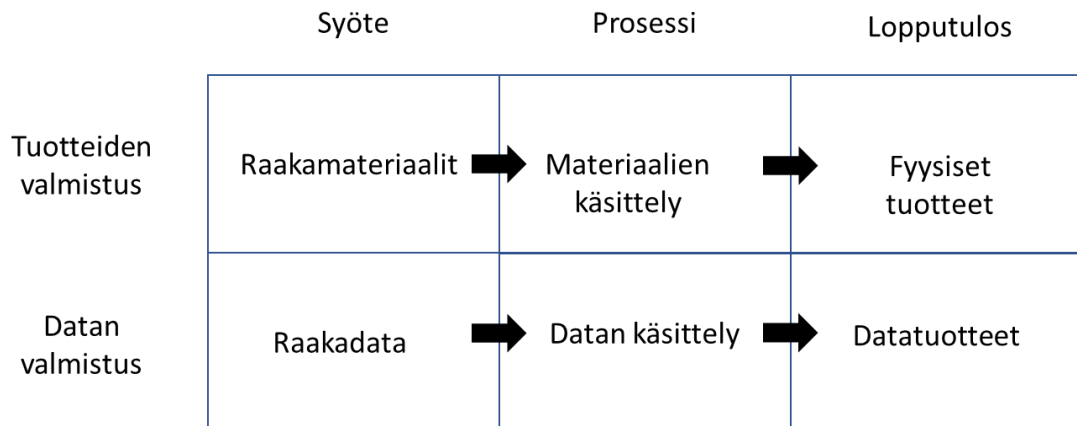 Syöte Prosessi Lopputulos
Tuotteiden
valmistus
Raakamateriaalit
Materiaalien
käsittely
Fyysiset
tuotteet
Datan
valmistus
Raakadata
Datan käsittely
Datatuotteet